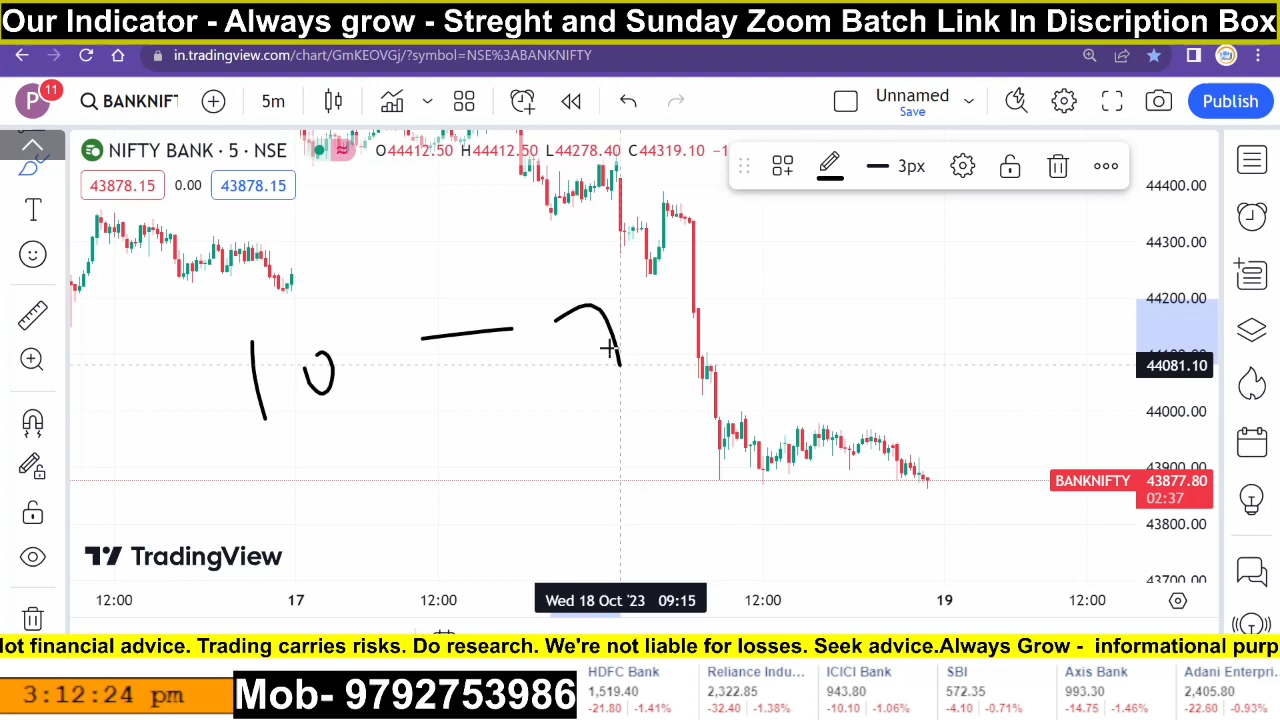 Our Indicator - Always grow - Streght and Sunday Zoom Batch Link In Discription Box
in.tradingview.com/chart/GmKEOVGj/?symbol=NSE%3ABANKNIFTY
P 11 BANKNIFT 5m Unnamed Save Publish
NIFTY BANK · 5 · NSE O44412.50 H44412.50 L44278.40 C44319.10 −1
43878.15 0.00 43878.15
3px
44400.00
44300.00
44200.00
10 — 7
44081.10
44000.00
43900.00
BANKNIFTY 43877.80
02:37
43800.00
TradingView
43700.00
12:00 17 12:00 Wed 18 Oct '23 09:15 12:00 19 12:00
lot financial advice. Trading carries risks. Do research. We're not liable for losses. Seek advice.Always Grow - informational purp
3:12:24 pm
Mob- 9792753986
HDFC Bank Reliance Indu... ICICI Bank SBI Axis Bank Adani Enterpri
1,519.40 2,322.85 943.80 572.35 993.30 2,405.80
-21.80 -1.41% -32.40 -1.38% -10.10 -1.06% -4.10 -0.71% -14.75 -1.46% -22.60 -0.93%